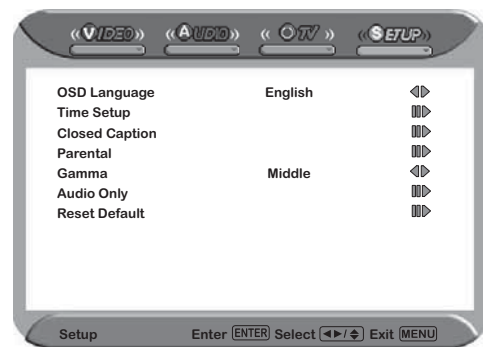 VIDEO AUDIO TV SETUP
OSD Language English
Time Setup
Closed Caption
Parental
Gamma Middle
Audio Only
Reset Default
Setup Enter ENTER Select ◄►/◆ Exit MENU